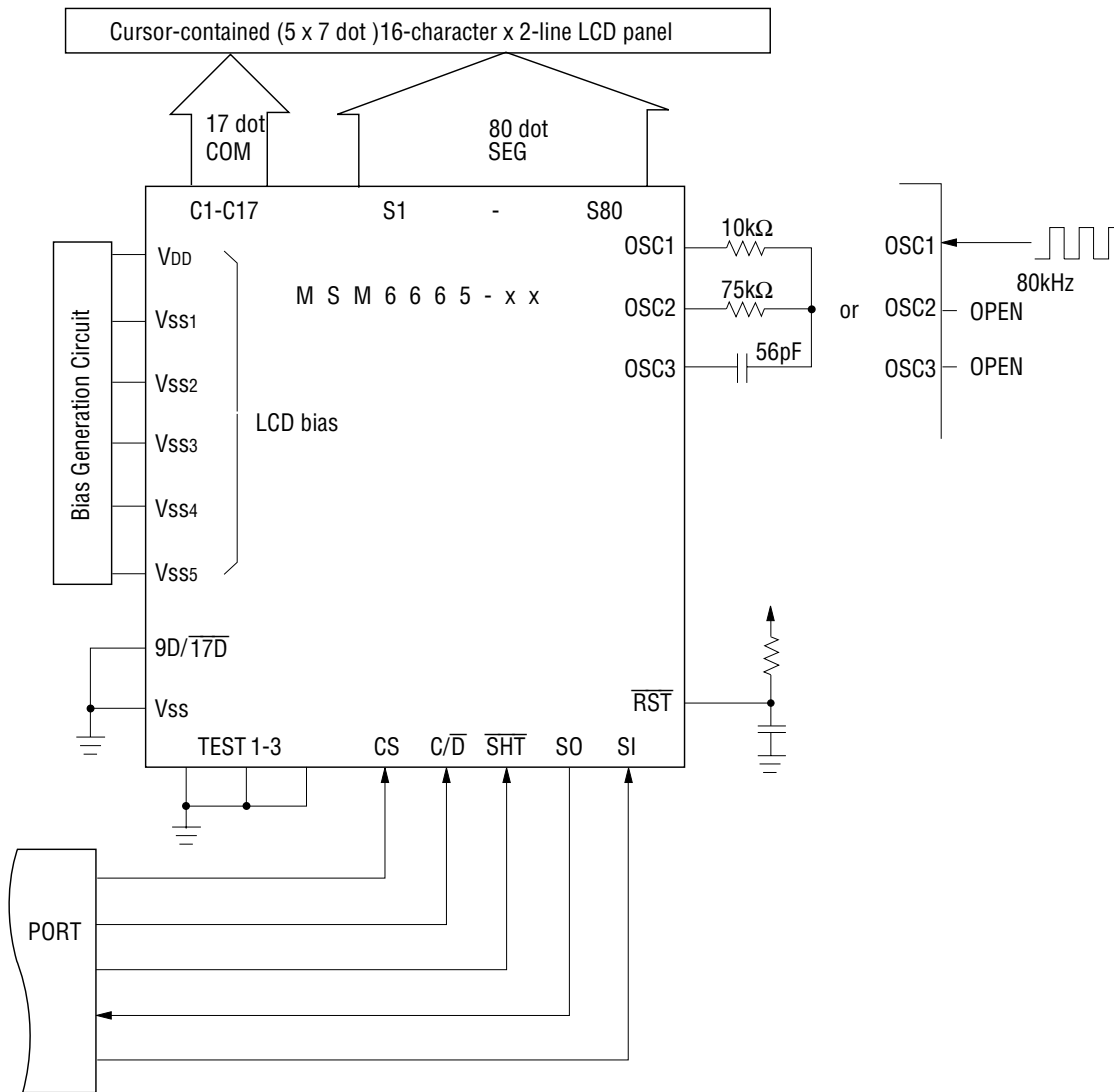 Cursor-contained (5 x 7 dot )16-character x 2-line LCD panel
17 dot
COM
80 dot
SEG
C1-C17
S1
-
S80
Bias Generation Circuit
VDD
VSS1
VSS2
VSS3
VSS4
VSS5
LCD bias
M S M 6 6 6 5 - x x
OSC1
10kΩ
OSC2
75kΩ
OSC3
56pF
or
OSC1
80kHz
OSC2
OPEN
OSC3
OPEN
9D/1̅7̅D̅
VSS
R̅S̅T̅
TEST 1-3
CS
C/D̅
S̅H̅T̅
SO
SI
PORT